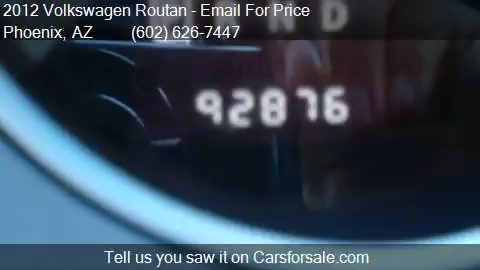 2012 Volkswagen Routan - Email For Price
Phoenix, AZ (602) 626-7447
N D
92876
Tell us you saw it on Carsforsale.com